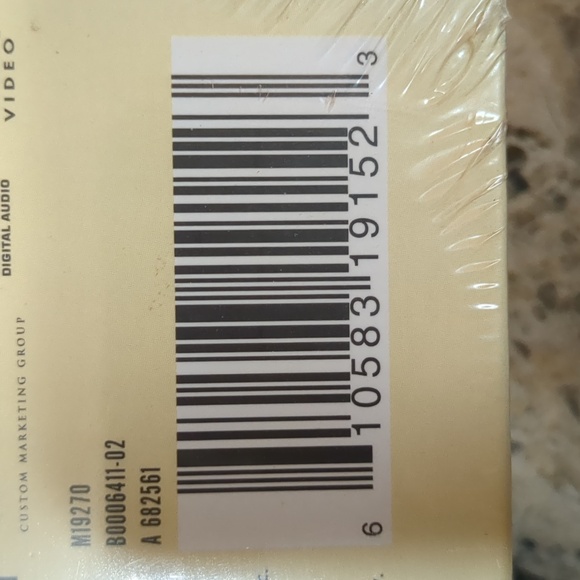 VIDEO
DIGITAL AUDIO
CUSTOM MARKETING GROUP
M19270
B0006411-02
A 682561
6 10583 19152 3